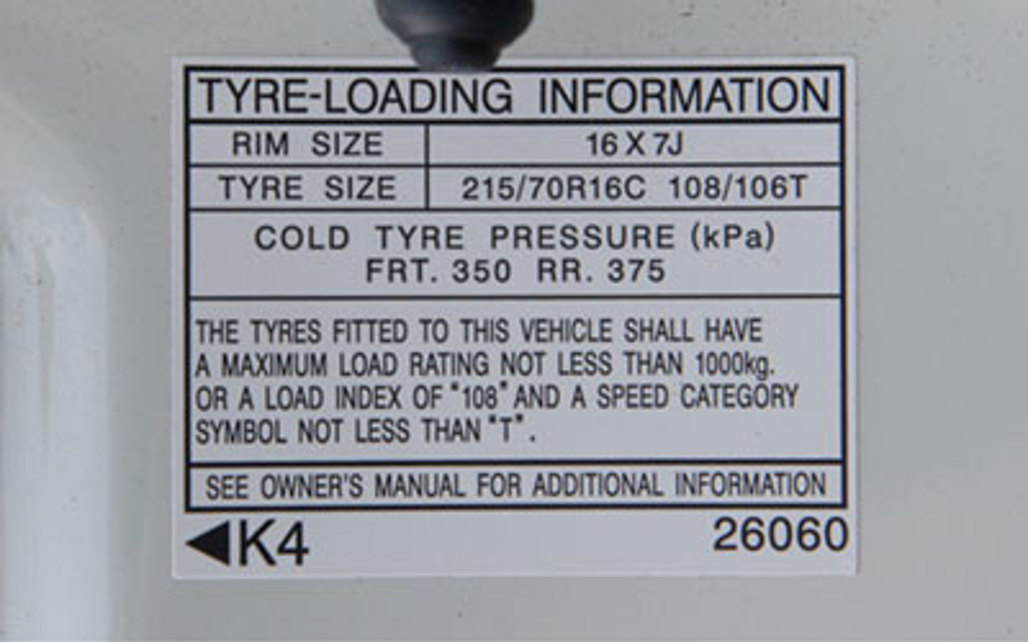 TYRE-LOADING INFORMATION
RIM SIZE 16 X 7J
TYRE SIZE 215/70R16C 108/106T
COLD TYRE PRESSURE (kPa)
FRT. 350 RR. 375
THE TYRES FITTED TO THIS VEHICLE SHALL HAVE
A MAXIMUM LOAD RATING NOT LESS THAN 1000kg.
OR A LOAD INDEX OF "108" AND A SPEED CATEGORY
SYMBOL NOT LESS THAN "T".
SEE OWNER'S MANUAL FOR ADDITIONAL INFORMATION
◀K4 26060